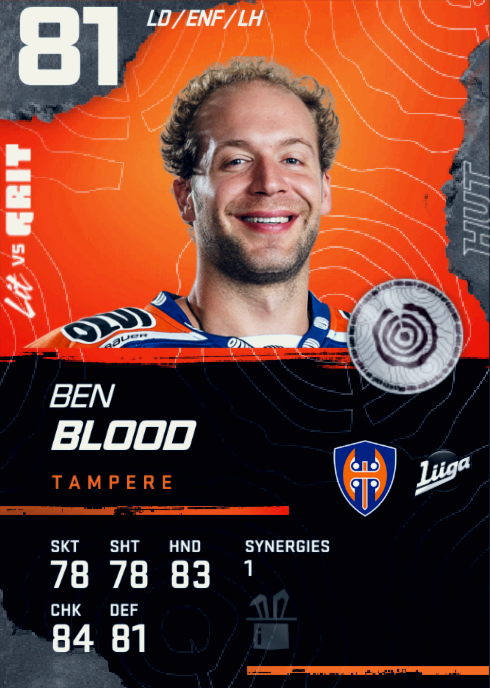 81
LD/ENF/LH
Lit vs GRIT
HUT
BAUER
BEN
BLOOD
TAMPERE
Liiga
SKT SHT HND SYNERGIES
78 78 83 1
CHK DEF
84 81
i